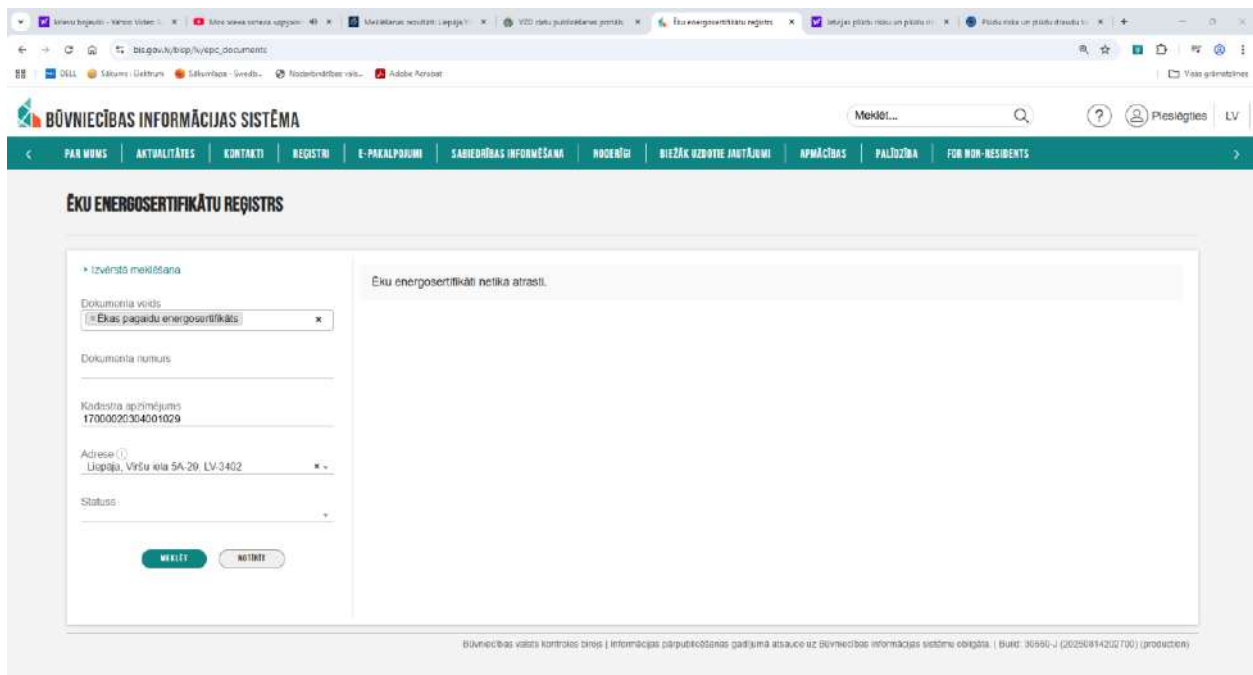 bis.gov.lv/bisp/lv/epc_documents
DELL
Adobe Acrobat
Visas grāmatzīmes
BŪVNIECĪBAS INFORMĀCIJAS SISTĒMA
Meklēt...
?
Pieslēgties
LV
PAR MUMS
AKTUALITĀTES
KONTAKTI
REĢISTRI
E-PAKALPOJUMI
SABIEDRĪBAS INFORMĒŠANA
NODERĪGI
BIEŽĀK UZDOTIE JAUTĀJUMI
APMĀCĪBAS
PALĪDZĪBA
FOR NON-RESIDENTS
ĒKU ENERGOSERTIFIKĀTU REĢISTRS
Izvērstā meklēšana
Ēku energosertifikāti netika atrasti.
Dokumenta veids
× Ēkas pagaidu energosertifikāts
Dokumenta numurs
Kadastra apzīmējums
17000020304001029
Adrese
Liepāja, Viršu iela 5A-29, LV-3402
Statuss
MEKLĒT
NOTĪRĪT
Būvniecības valsts kontroles birojs | Informācijas pārpublicēšanas gadījumā atsauce uz Būvniecības informācijas sistēmu obligāta. | Build: (20250814202700) (production)